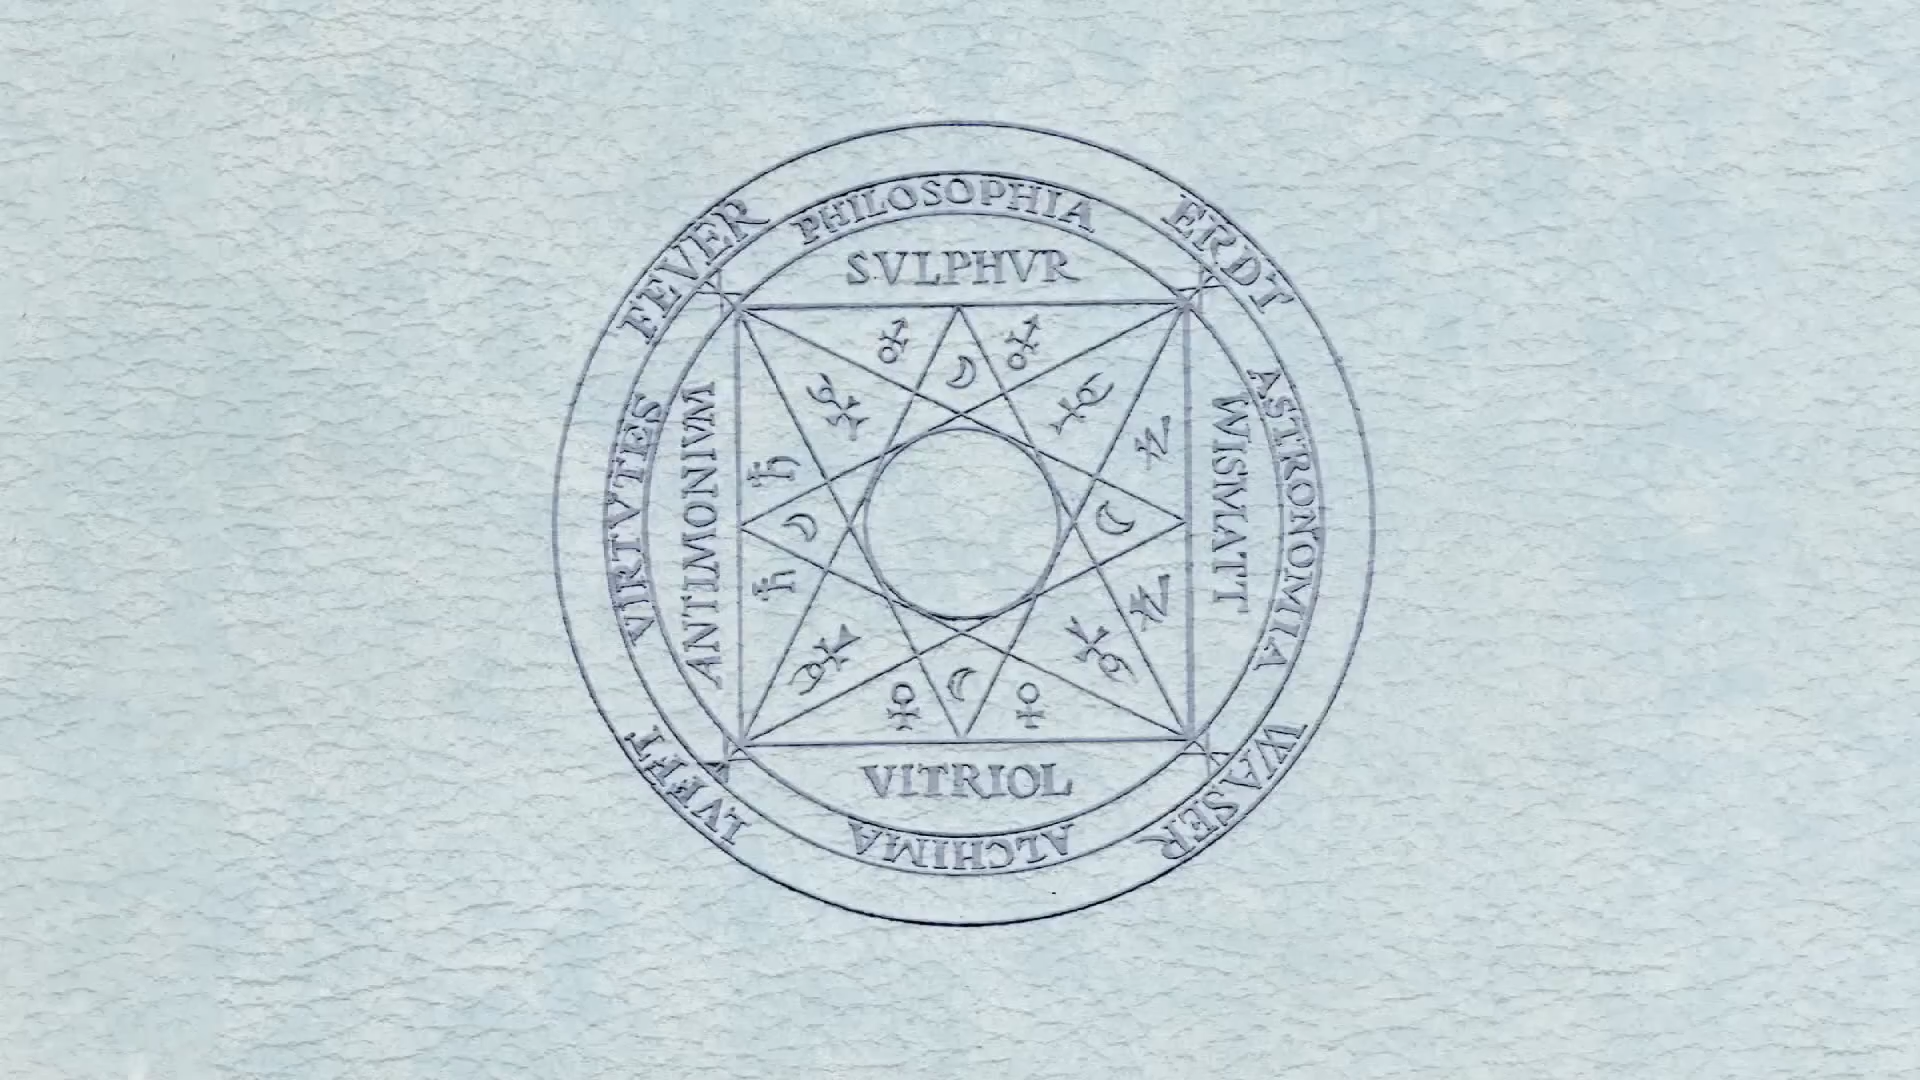 FEVER
ERDT
PHILOSOPHIA
SVLPHVR
VIRTVTES
ANTIMONIVM
WISMATT
ASTRONOMIA
VITRIOL
ALCHIMA
LVFFT
WASER